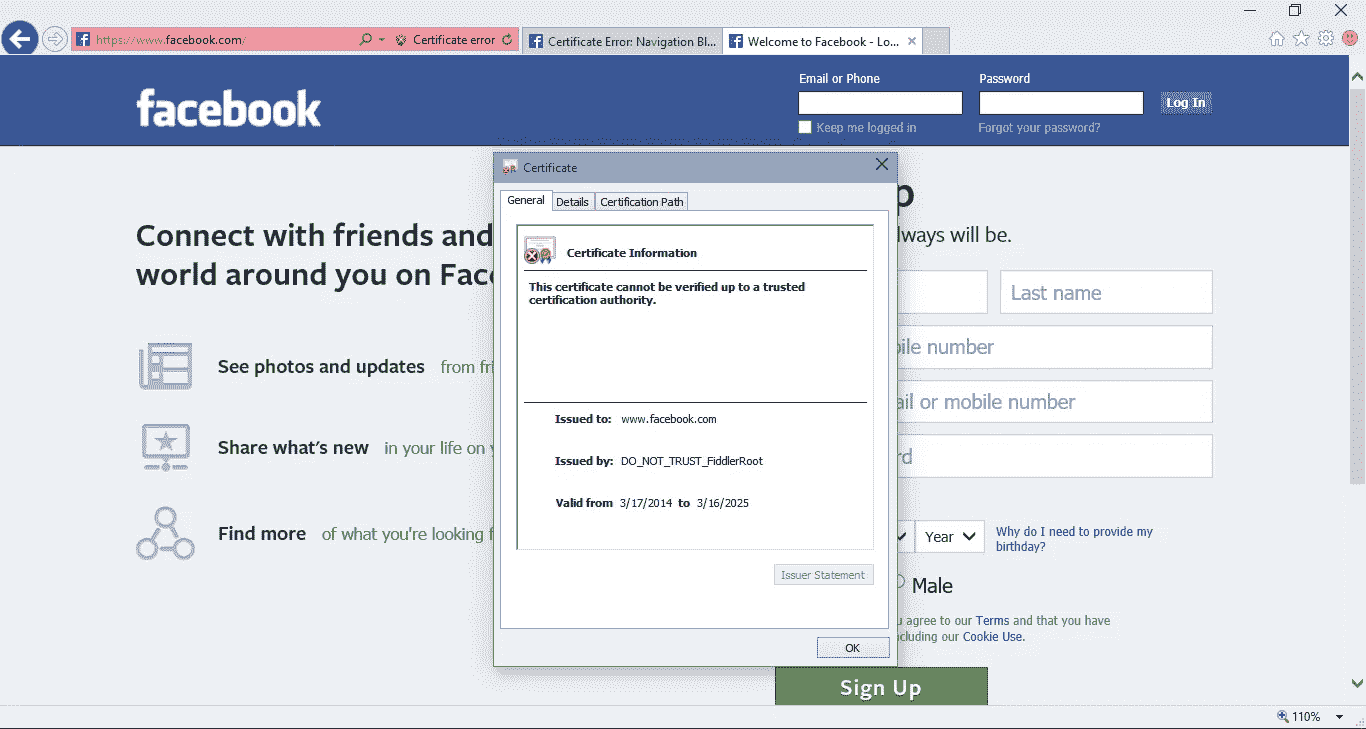 https://www.facebook.com/
Certificate error
Certificate Error: Navigation Bl...
Welcome to Facebook - Lo...
facebook
Email or Phone
Password
Log In
Keep me logged in
Forgot your password?
Certificate
General
Details
Certification Path
Certificate Information
This certificate cannot be verified up to a trusted
certification authority.
Issued to: www.facebook.com
Issued by: DO_NOT_TRUST_FiddlerRoot
Valid from 3/17/2014 to 3/16/2025
Issuer Statement
OK
Connect with friends and
world around you on Fac
See photos and updates from fri
Share what's new in your life on
Find more of what you're looking f
p
lways will be.
Last name
ile number
ail or mobile number
rd
Year
Why do I need to provide my
birthday?
Male
u agree to our Terms and that you have
cluding our Cookie Use.
Sign Up
110%